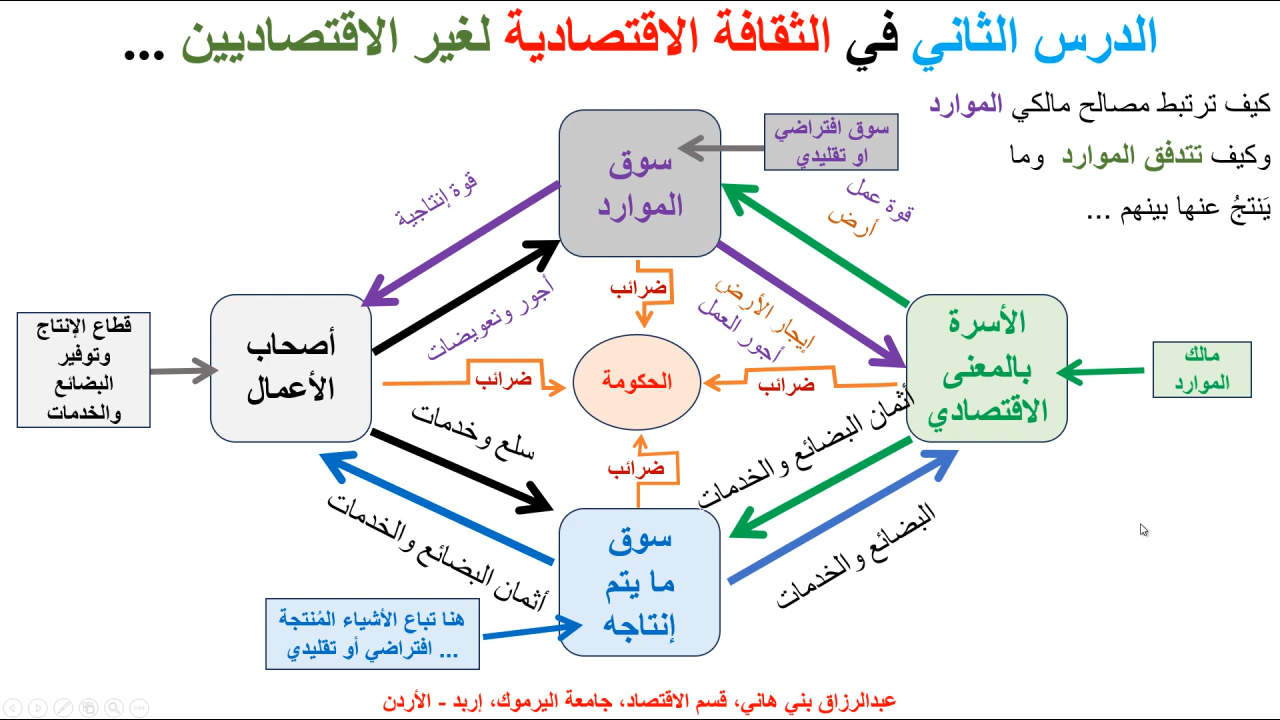 الدرس الثاني في الثقافة الاقتصادية لغير الاقتصاديين ...
كيف ترتبط مصالح مالكي الموارد
وكيف تتدفق الموارد وما
يَنتجُ عنها بينهم ...
سوق افتراضي
او تقليدي
سوق
الموارد
قوة عمل
أرض
قوة إنتاجية
أجور وتعويضات
إيجار الأرض
أجور العمل
ضرائب
الأسرة
بالمعنى
الاقتصادي
مالك
الموارد
أصحاب
الأعمال
قطاع الإنتاج
وتوفير
البضائع
والخدمات
الحكومة
ضرائب
ضرائب
ضرائب
أثمان البضائع والخدمات
البضائع والخدمات
سلع وخدمات
أثمان البضائع والخدمات
سوق
ما يتم
إنتاجه
هنا تباع الأشياء المُنتجة
افتراضي أو تقليدي ...
عبدالرزاق بني هاني، قسم الاقتصاد، جامعة اليرموك، إربد - الأردن